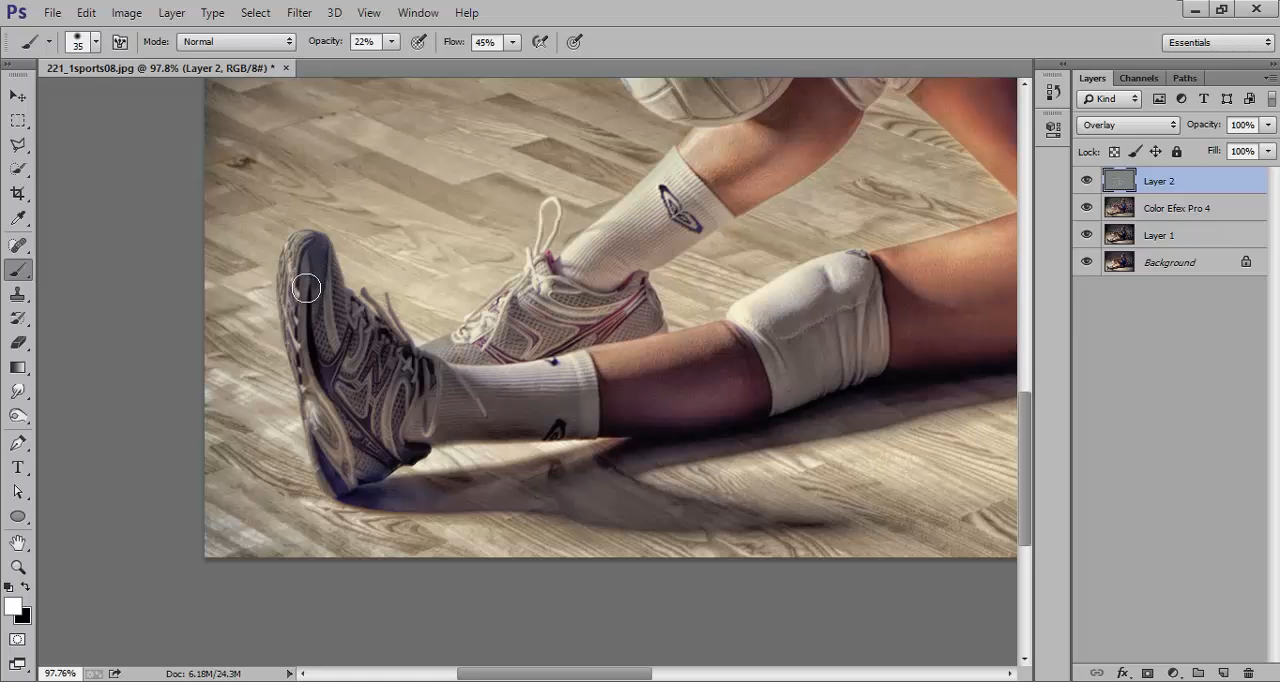 Ps File Edit Image Layer Type Select Filter 3D View Window Help
35 Mode: Normal Opacity: 22% Flow: 45% Essentials
221_1sports08.jpg @ 97.8% (Layer 2, RGB/8#) * ×
Layers Channels Paths
Kind
Overlay Opacity: 100%
Lock: Fill: 100%
Layer 2
Color Efex Pro 4
Layer 1
Background
97.76% Doc: 6.18M/24.3M